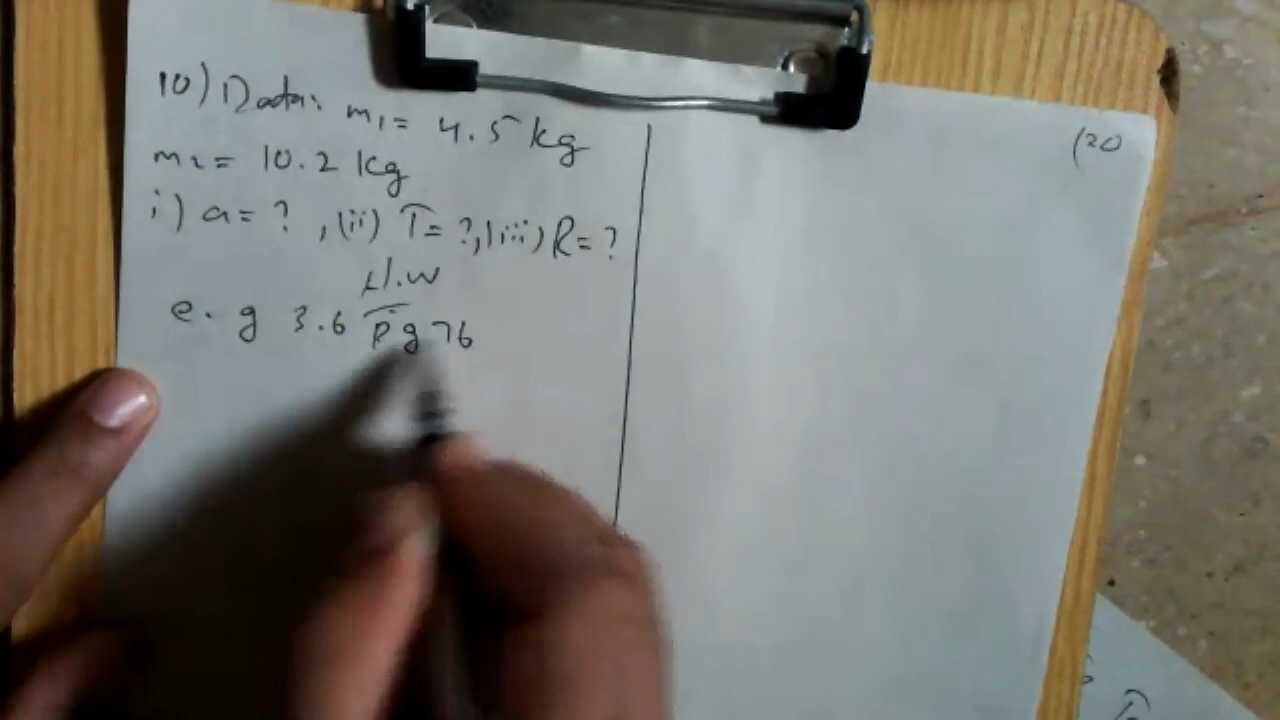 10) Data: m1 = 4.5 kg
m2 = 10.2 kg
i) a = ? , (ii) T = ?, (iii) R = ?
H.W
e.g 3.6 pg 76
(20